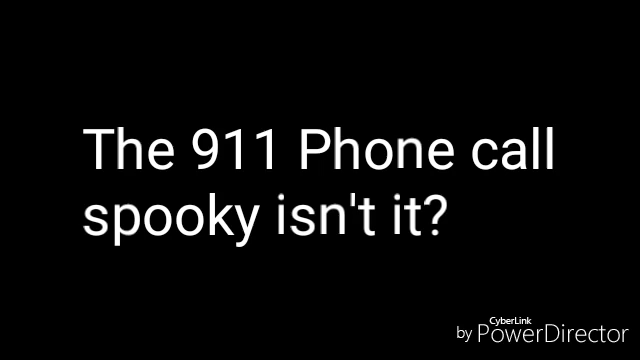 The 911 Phone call
spooky isn't it?
CyberLink
by PowerDirector